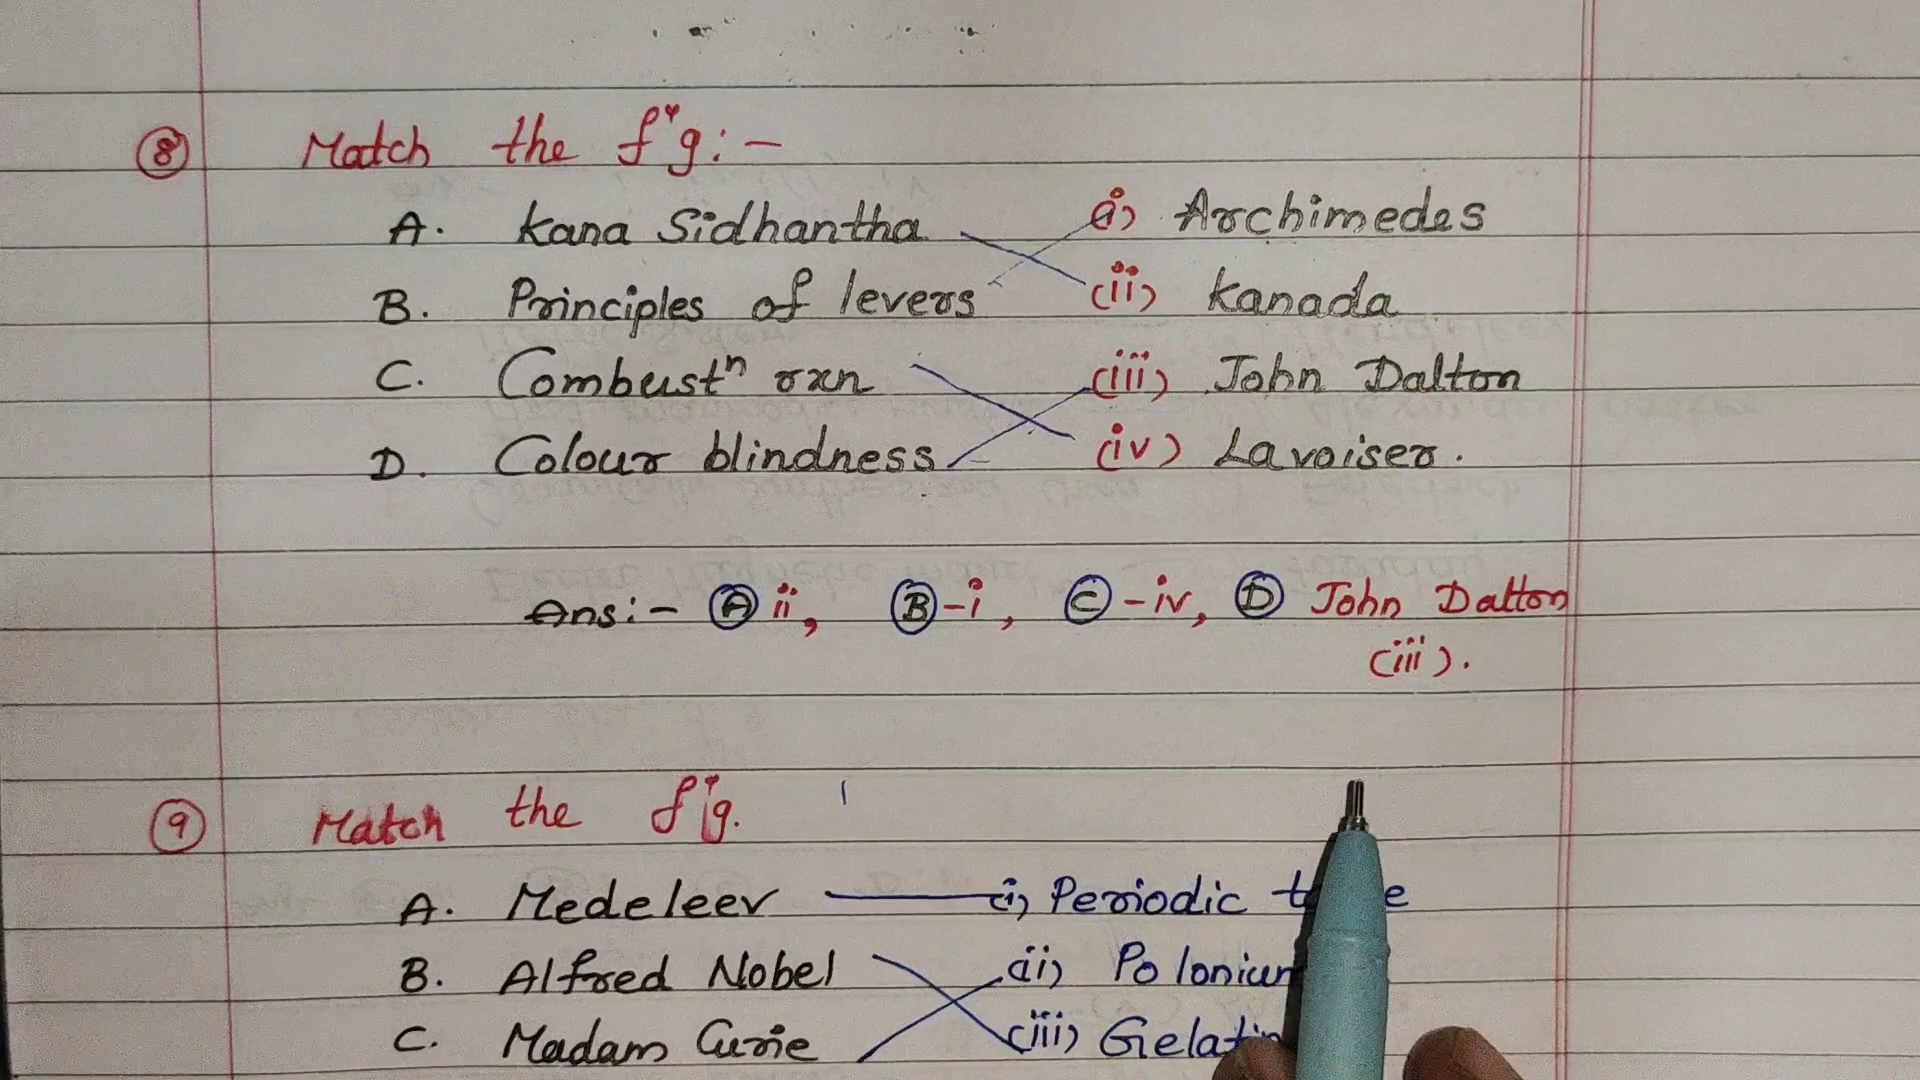 8 Match the f"g:-
A. Kana Sidhantha i) Archimedes
B. Principles of levers (ii) Kanada
C. Combustⁿ rxn (iii) John Dalton
D. Colour blindness (iv) Lavoiser.
Ans:- A ii, B-i, C-iv, D John Dalton
(iii).
9 Match the f"g.
A. Medeleev i) Periodic
B. Alfred Nobel ii)
C. Madam Curie (iii)